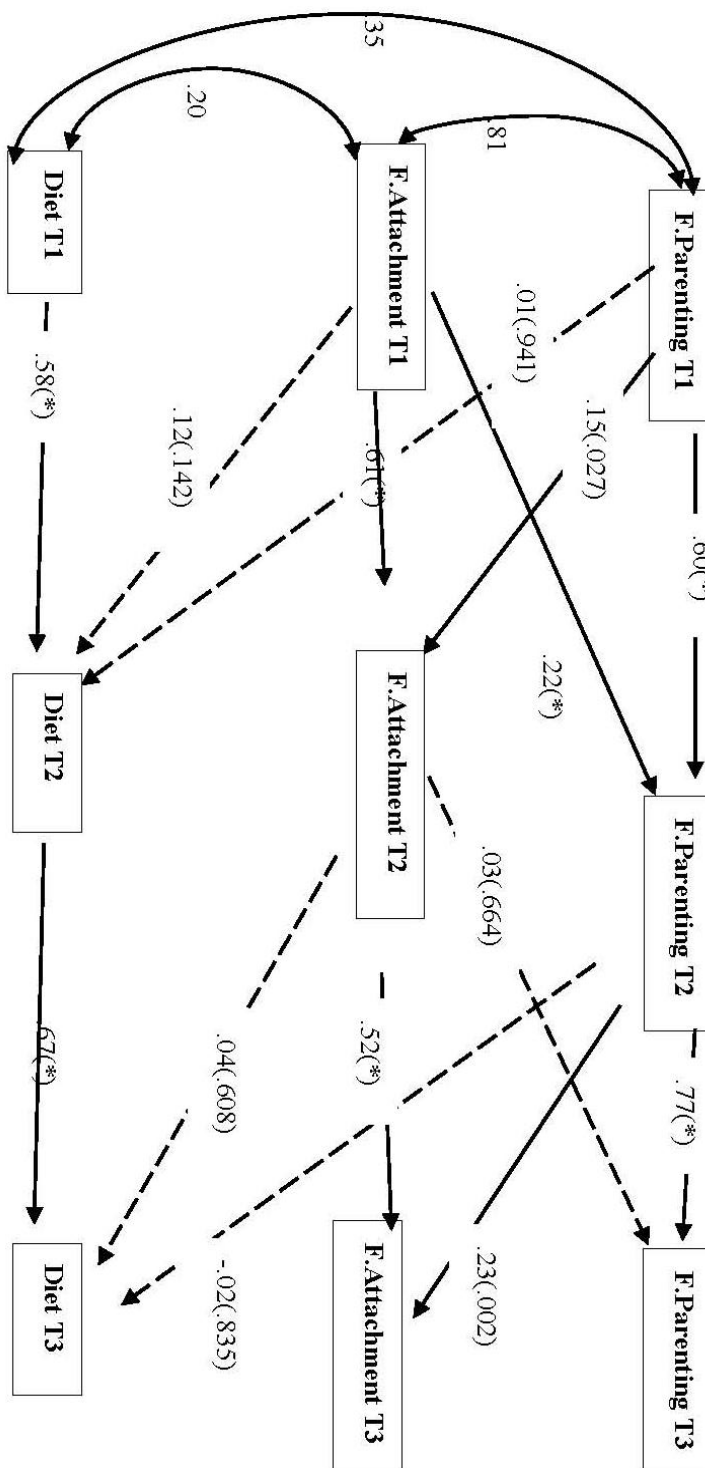 F.Parenting T1
.60(*)
F.Parenting T2
.77(*)
F.Parenting T3
.35
.81
.01(.941)
.15(.027)
.22(*)
.03(.664)
.23(.002)
F.Attachment T1
.61(*)
F.Attachment T2
.52(*)
F.Attachment T3
.20
.12(.142)
.04(.608)
-.02(.835)
Diet T1
.58(*)
Diet T2
.67(*)
Diet T3